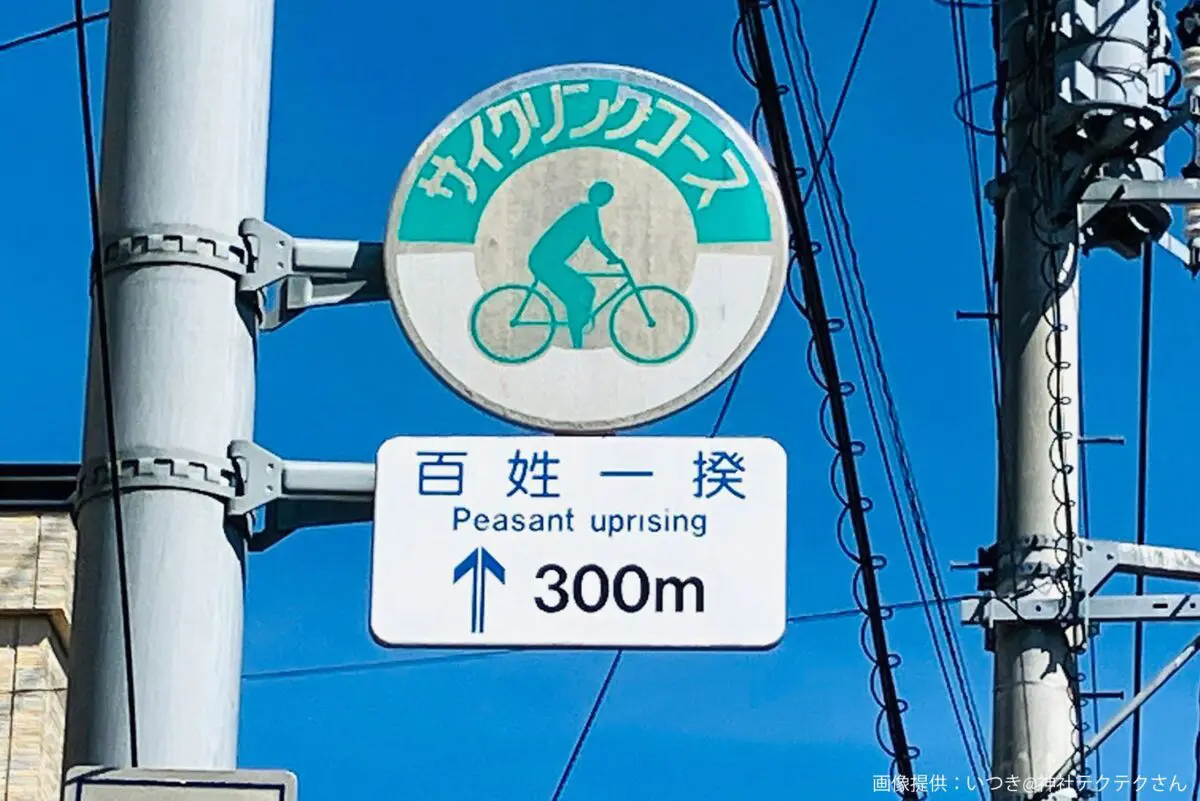 サイクリングコース
百姓一揆
Peasant uprising
300m
画像提供：いつき@神社テクテクさん